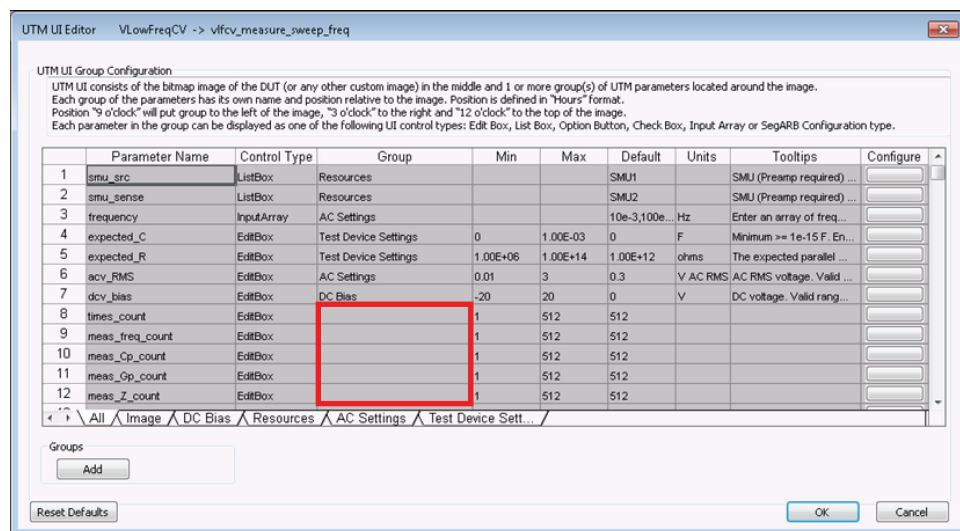 UTM UI Editor VLowFreqCV -> vlfcv_measure_sweep_freq
UTM UI Group Configuration
UTM UI consists of the bitmap image of the DUT (or any other custom image) in the middle and 1 or more group(s) of UTM parameters located around the image.
Each group of the parameters has its own name and position relative to the image. Position is defined in "Hours" format.
Position "9 o'clock" will put group to the left of the image, "3 o'clock" to the right and "12 o'clock" to the top of the image.
Each parameter in the group can be displayed as one of the following UI control types: Edit Box, List Box, Option Button, Check Box, Input Array or SegARB Configuration type.
Parameter Name Control Type Group Min Max Default Units Tooltips Configure
1 smu_src ListBox Resources SMU1 SMU (Preamp required) ...
2 smu_sense ListBox Resources SMU2 SMU (Preamp required) ...
3 frequency InputArray AC Settings 10e-3,100e... Hz Enter an array of freq...
4 expected_C EditBox Test Device Settings 0 1.00E-03 0 F Minimum >= 1e-15 F. En...
5 expected_R EditBox Test Device Settings 1.00E+06 1.00E+14 1.00E+12 ohms The expected parallel ...
6 acv_RMS EditBox AC Settings 0.01 3 0.3 V AC RMS AC RMS voltage. Valid ...
7 dcv_bias EditBox DC Bias -20 20 0 V DC voltage. Valid rang...
8 times_count EditBox 1 512 512
9 meas_freq_count EditBox 1 512 512
10 meas_Cp_count EditBox 1 512 512
11 meas_Gp_count EditBox 1 512 512
12 meas_Z_count EditBox 1 512 512
All Image DC Bias Resources AC Settings Test Device Sett...
Groups
Add
Reset Defaults OK Cancel